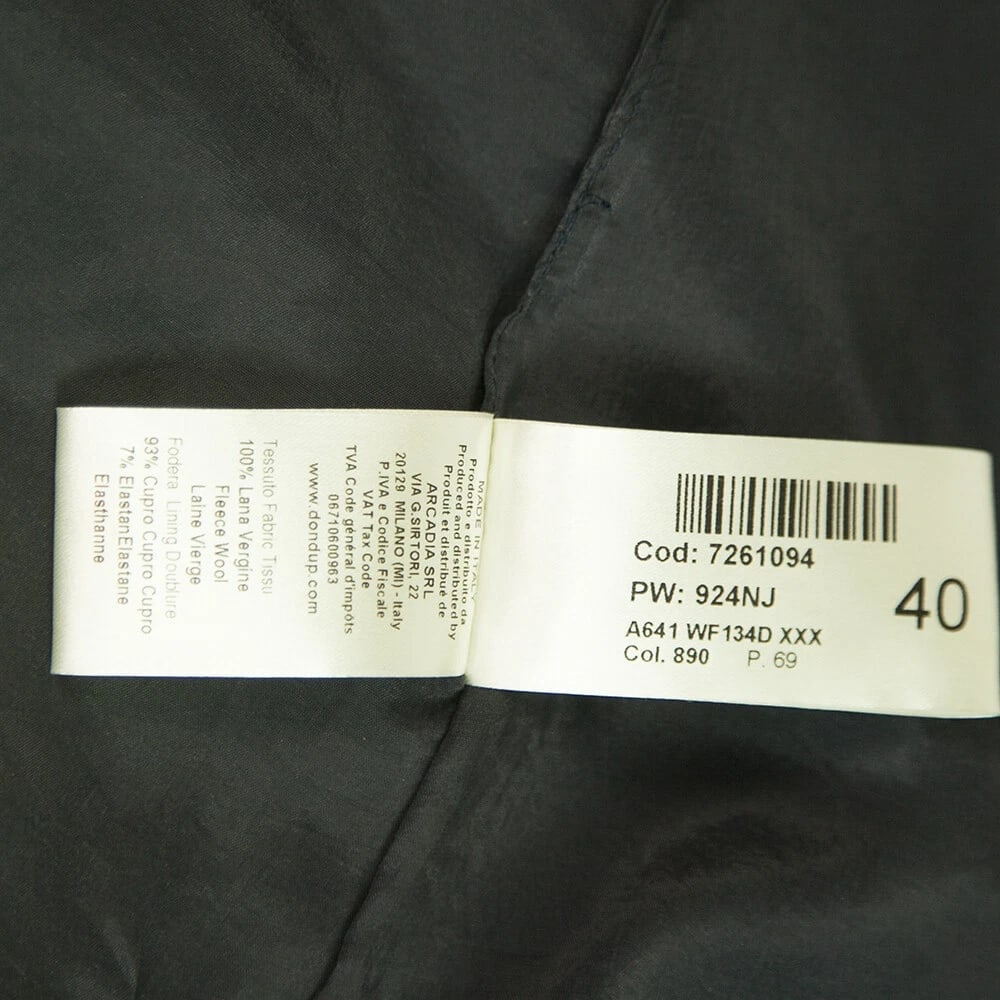 MADE IN ITALY
Prodotto e distribuito da
Produced and distributed by
Produit et distribué de
ARCADIA SRL
VIA G.SIRTORI, 22
20129 MILANO (MI) - Italy
P.IVA e Codice Fiscale
VAT Tax Code
TVA Code général d'impôts
06710600963
www.dondup.com
Tessuto Fabric Tissu
100% Lana Vergine
Fleece Wool
Laine Vierge
Fodera Lining Doublure
93% Cupro Cupro Cupro
7% ElastanElastane
Elasthanne
Cod: 7261094
PW: 924NJ
A641 WF134D XXX
Col. 890 P. 69
40